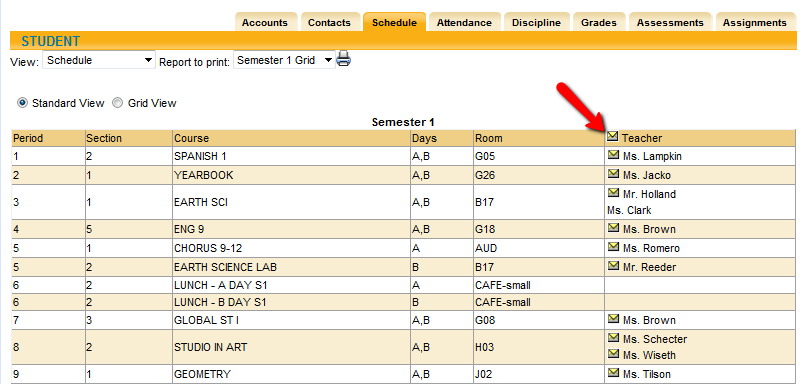 Accounts Contacts Schedule Attendance Discipline Grades Assessments Assignments
STUDENT
View: Schedule Report to print: Semester 1 Grid
Standard View Grid View
Semester 1
Period Section Course Days Room Teacher
1 2 SPANISH 1 A,B G05 Ms. Lampkin
2 1 YEARBOOK A,B G26 Ms. Jacko
3 1 EARTH SCI A,B B17 Mr. Holland
Ms. Clark
4 5 ENG 9 A,B G18 Ms. Brown
5 1 CHORUS 9-12 A AUD Ms. Romero
5 2 EARTH SCIENCE LAB B B17 Mr. Reeder
6 2 LUNCH - A DAY S1 A CAFE-small
6 2 LUNCH - B DAY S1 B CAFE-small
7 3 GLOBAL ST I A,B G08 Ms. Brown
8 2 STUDIO IN ART A,B H03 Ms. Schecter
Ms. Wiseth
9 1 GEOMETRY A,B J02 Ms. Tilson